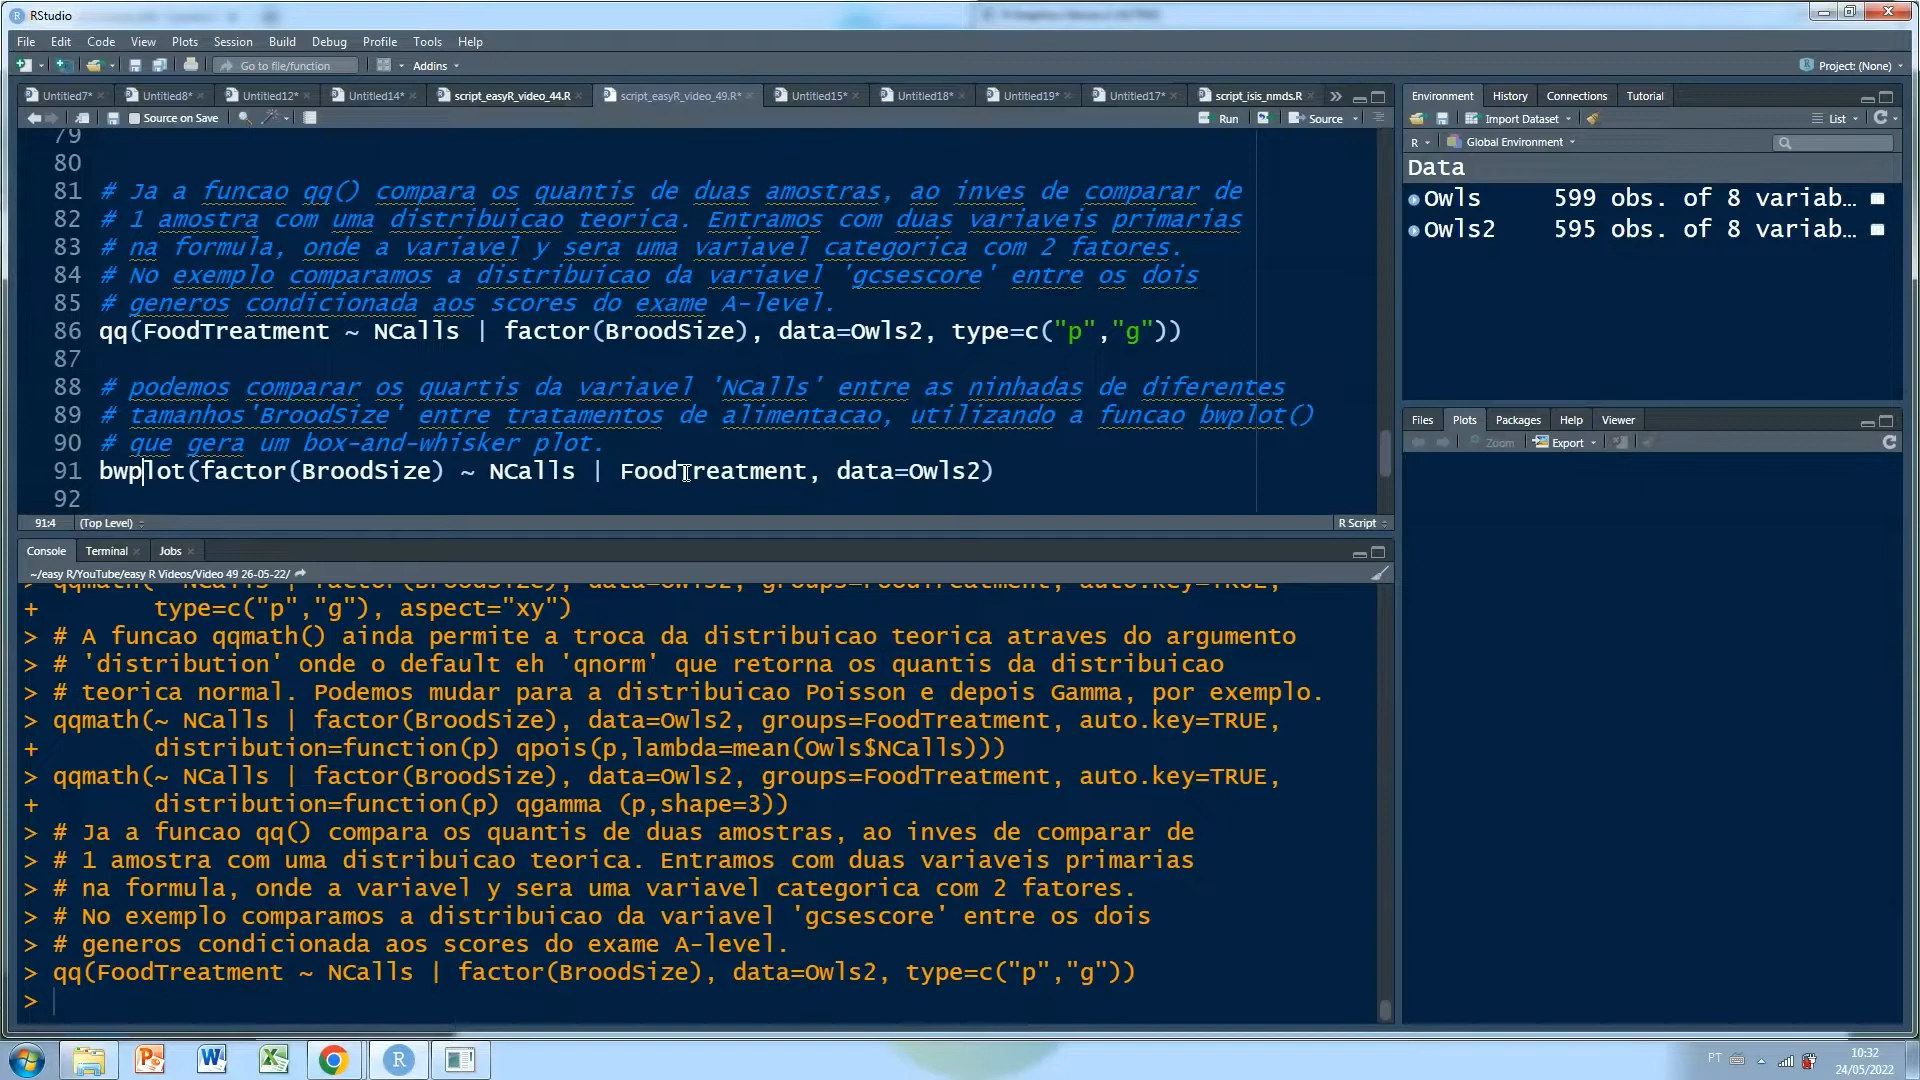 RStudio
File Edit Code View Plots Session Build Debug Profile Tools Help
Go to file/function Addins Project: (None)
Untitled7* Untitled8* Untitled12* Untitled14* script_easyR_video_44.R script_easyR_video_49.R* Untitled15* Untitled18* Untitled19* Untitled17* script_isis_nmds.R
Source on Save Run Source
79
80
81 # Ja a funcao qq() compara os quantis de duas amostras, ao inves de comparar de
82 # 1 amostra com uma distribuicao teorica. Entramos com duas variaveis primarias
83 # na formula, onde a variavel y sera uma variavel categorica com 2 fatores.
84 # No exemplo comparamos a distribuicao da variavel 'gcsescore' entre os dois
85 # generos condicionada aos scores do exame A-level.
86 qq(FoodTreatment ~ NCalls | factor(BroodSize), data=Owls2, type=c("p","g"))
87
88 # podemos comparar os quartis da variavel 'NCalls' entre as ninhadas de diferentes
89 # tamanhos'BroodSize' entre tratamentos de alimentacao, utilizando a funcao bwplot()
90 # que gera um box-and-whisker plot.
91 bwplot(factor(BroodSize) ~ NCalls | FoodTreatment, data=Owls2)
92
91:4 (Top Level) R Script
Console Terminal Jobs
~/easy R/YouTube/easy R Videos/Video 49 26-05-22/
qqmath(~ NCalls | factor(BroodSize), data=Owls2, groups=FoodTreatment, auto.key=TRUE,
+ type=c("p","g"), aspect="xy")
> # A funcao qqmath() ainda permite a troca da distribuicao teorica atraves do argumento
> # 'distribution' onde o default eh 'qnorm' que retorna os quantis da distribuicao
> # teorica normal. Podemos mudar para a distribuicao Poisson e depois Gamma, por exemplo.
> qqmath(~ NCalls | factor(BroodSize), data=Owls2, groups=FoodTreatment, auto.key=TRUE,
+ distribution=function(p) qpois(p,lambda=mean(Owls$NCalls)))
> qqmath(~ NCalls | factor(BroodSize), data=Owls2, groups=FoodTreatment, auto.key=TRUE,
+ distribution=function(p) qgamma (p,shape=3))
> # Ja a funcao qq() compara os quantis de duas amostras, ao inves de comparar de
> # 1 amostra com uma distribuicao teorica. Entramos com duas variaveis primarias
> # na formula, onde a variavel y sera uma variavel categorica com 2 fatores.
> # No exemplo comparamos a distribuicao da variavel 'gcsescore' entre os dois
> # generos condicionada aos scores do exame A-level.
> qq(FoodTreatment ~ NCalls | factor(BroodSize), data=Owls2, type=c("p","g"))
>
Environment History Connections Tutorial
Import Dataset List
R Global Environment
Data
Owls 599 obs. of 8 variab...
Owls2 595 obs. of 8 variab...
Files Plots Packages Help Viewer
Zoom Export
PT 10:32
24/05/2022